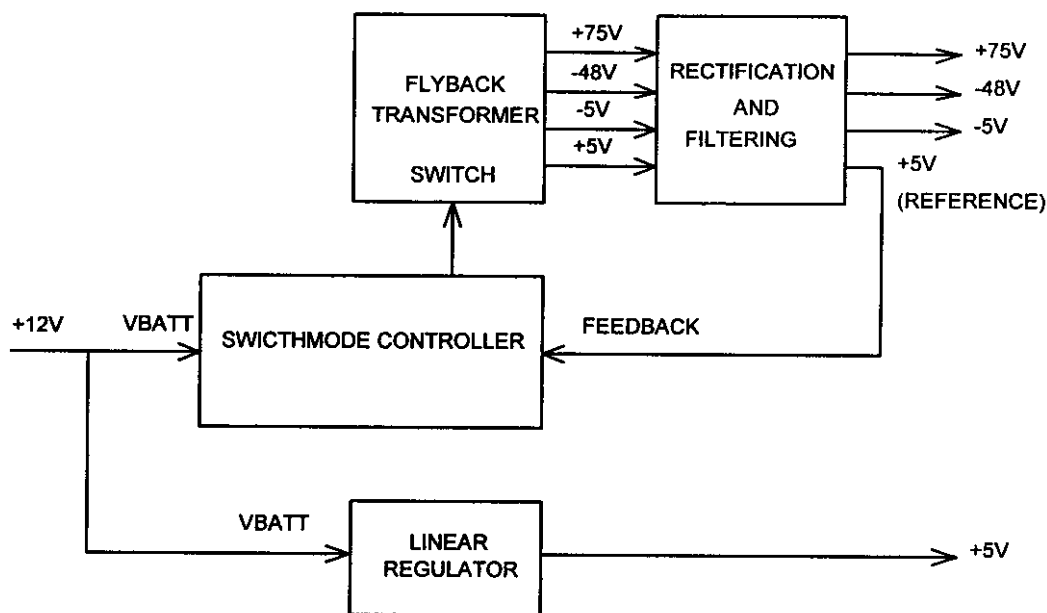 +75V
-48V
-5V
+5V
FLYBACK
TRANSFORMER
SWITCH
RECTIFICATION
AND
FILTERING
+75V
-48V
-5V
+5V
(REFERENCE)
+12V
VBATT
SWICTHMODE CONTROLLER
FEEDBACK
VBATT
LINEAR
REGULATOR
+5V